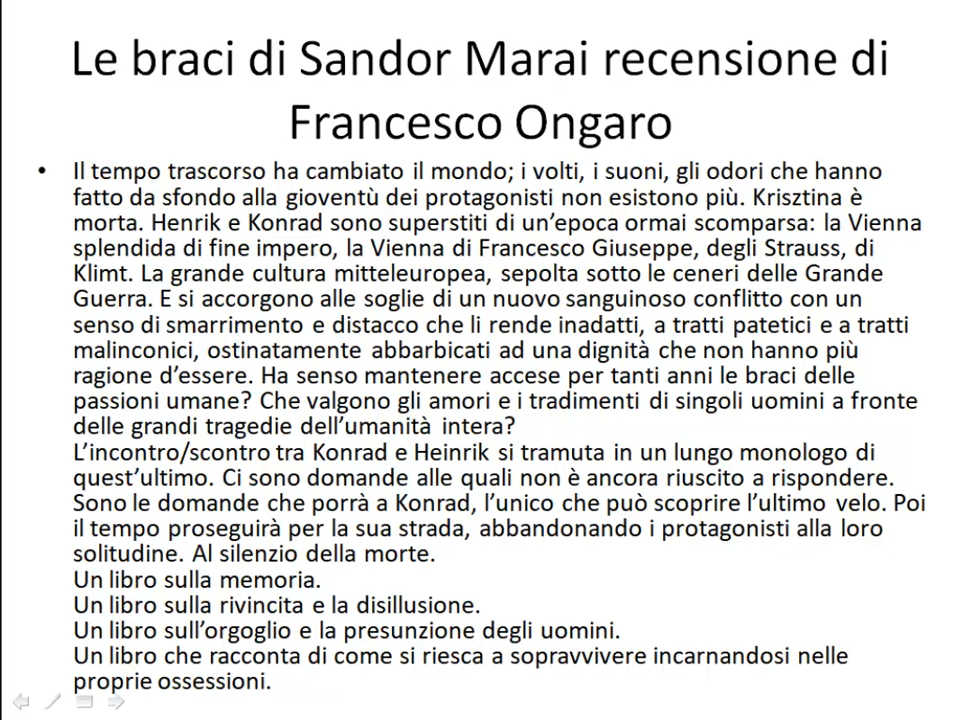 Le braci di Sandor Marai recensione di
Francesco Ongaro
• Il tempo trascorso ha cambiato il mondo; i volti, i suoni, gli odori che hanno
fatto da sfondo alla gioventù dei protagonisti non esistono più. Krisztina è
morta. Henrik e Konrad sono superstiti di un’epoca ormai scomparsa: la Vienna
splendida di fine impero, la Vienna di Francesco Giuseppe, degli Strauss, di
Klimt. La grande cultura mitteleuropea, sepolta sotto le ceneri delle Grande
Guerra. E si accorgono alle soglie di un nuovo sanguinoso conflitto con un
senso di smarrimento e distacco che li rende inadatti, a tratti patetici e a tratti
malinconici, ostinatamente abbarbicati ad una dignità che non hanno più
ragione d’essere. Ha senso mantenere accese per tanti anni le braci delle
passioni umane? Che valgono gli amori e i tradimenti di singoli uomini a fronte
delle grandi tragedie dell’umanità intera?
L’incontro/scontro tra Konrad e Heinrik si tramuta in un lungo monologo di
quest’ultimo. Ci sono domande alle quali non è ancora riuscito a rispondere.
Sono le domande che porrà a Konrad, l’unico che può scoprire l’ultimo velo. Poi
il tempo proseguirà per la sua strada, abbandonando i protagonisti alla loro
solitudine. Al silenzio della morte.
Un libro sulla memoria.
Un libro sulla rivincita e la disillusione.
Un libro sull’orgoglio e la presunzione degli uomini.
Un libro che racconta di come si riesca a sopravvivere incarnandosi nelle
proprie ossessioni.